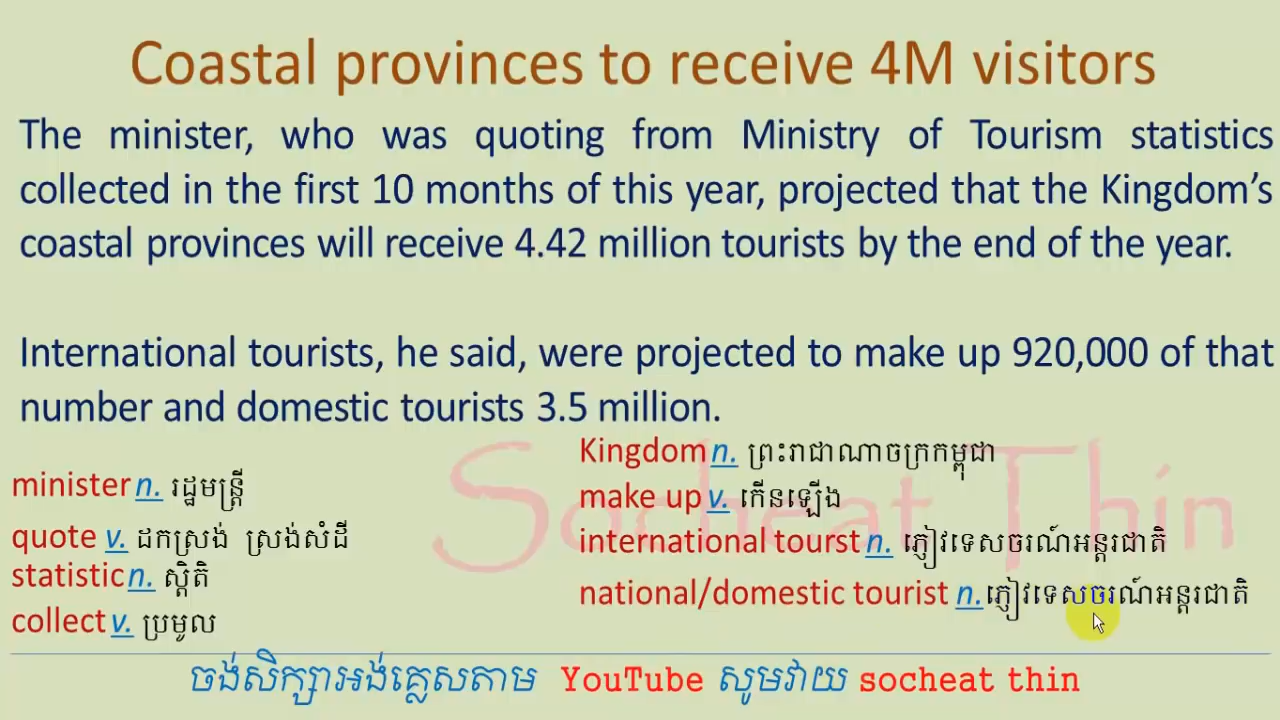 Coastal provinces to receive 4M visitors
The minister, who was quoting from Ministry of Tourism statistics
collected in the first 10 months of this year, projected that the Kingdom’s
coastal provinces will receive 4.42 million tourists by the end of the year.
International tourists, he said, were projected to make up 920,000 of that
number and domestic tourists 3.5 million.
minister n. រដ្ឋមន្ត្រី
quote v. ដកស្រង់ ស្រង់សំដី
statistic n. ស្ថិតិ
collect v. ប្រមូល
Kingdom n. ព្រះរាជាណាចក្រកម្ពុជា
make up v. កើនឡើង
international tourst n. ភ្ញៀវទេសចរណ៍អន្តរជាតិ
national/domestic tourist n. ភ្ញៀវទេសចរណ៍អន្តរជាតិ
Socheat Thin
ចង់សិក្សាអង់គ្លេសតាម YouTube សូមវាយ socheat thin